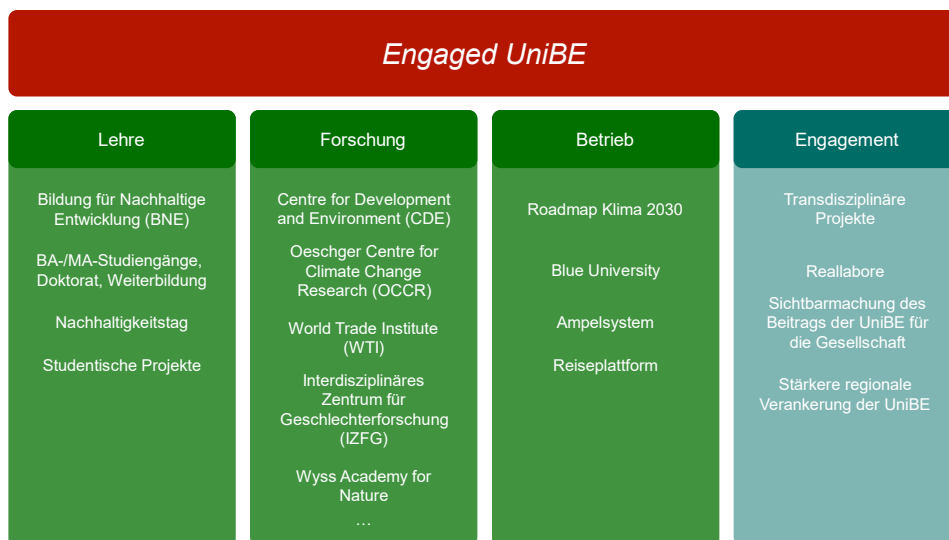 Engaged UniBE
Lehre
Bildung für Nachhaltige
Entwicklung (BNE)
BA-/MA-Studiengänge,
Doktorat, Weiterbildung
Nachhaltigkeitstag
Studentische Projekte
Forschung
Centre for Development
and Environment (CDE)
Oeschger Centre for
Climate Change
Research (OCCR)
World Trade Institute
(WTI)
Interdisziplinäres
Zentrum für
Geschlechterforschung
(IZFG)
Wyss Academy for
Nature
…
Betrieb
Roadmap Klima 2030
Blue University
Ampelsystem
Reiseplattform
Engagement
Transdisziplinäre
Projekte
Reallabore
Sichtbarmachung des
Beitrags der UniBE für
die Gesellschaft
Stärkere regionale
Verankerung der UniBE